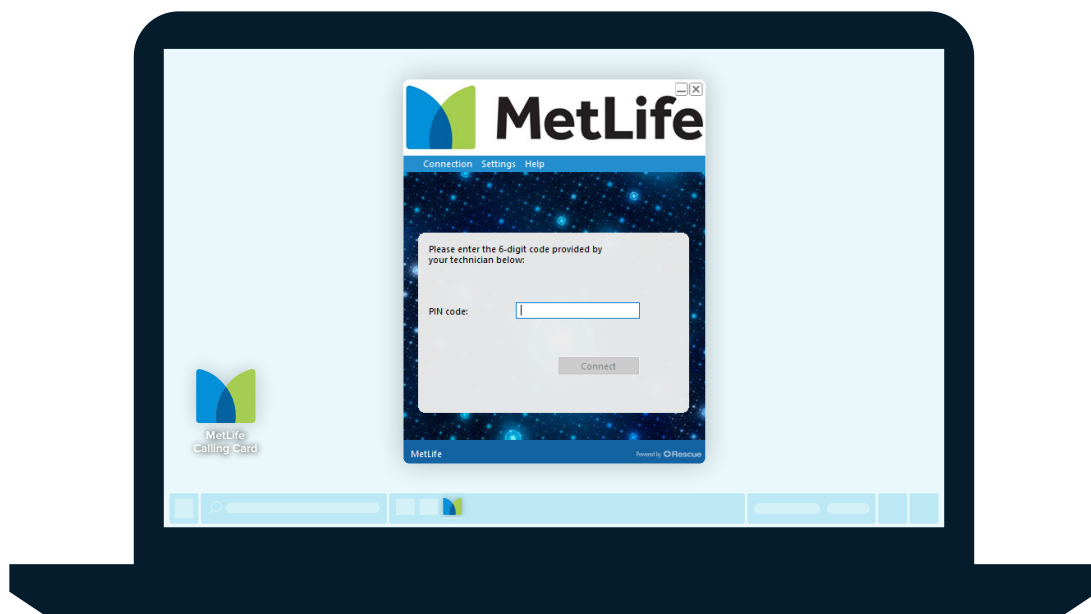 MetLife
Connection Settings Help
Please enter the 6-digit code provided by
your technician below:
PIN code:
Connect
MetLife
Calling Card
MetLife
Powered by Rescue